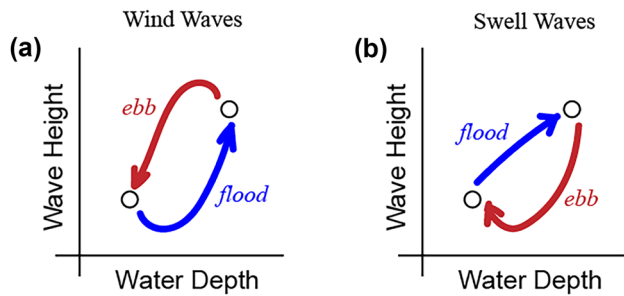 Wind Waves
(a)
ebb
flood
Wave Height
Water Depth
Swell Waves
(b)
flood
ebb
Wave Height
Water Depth